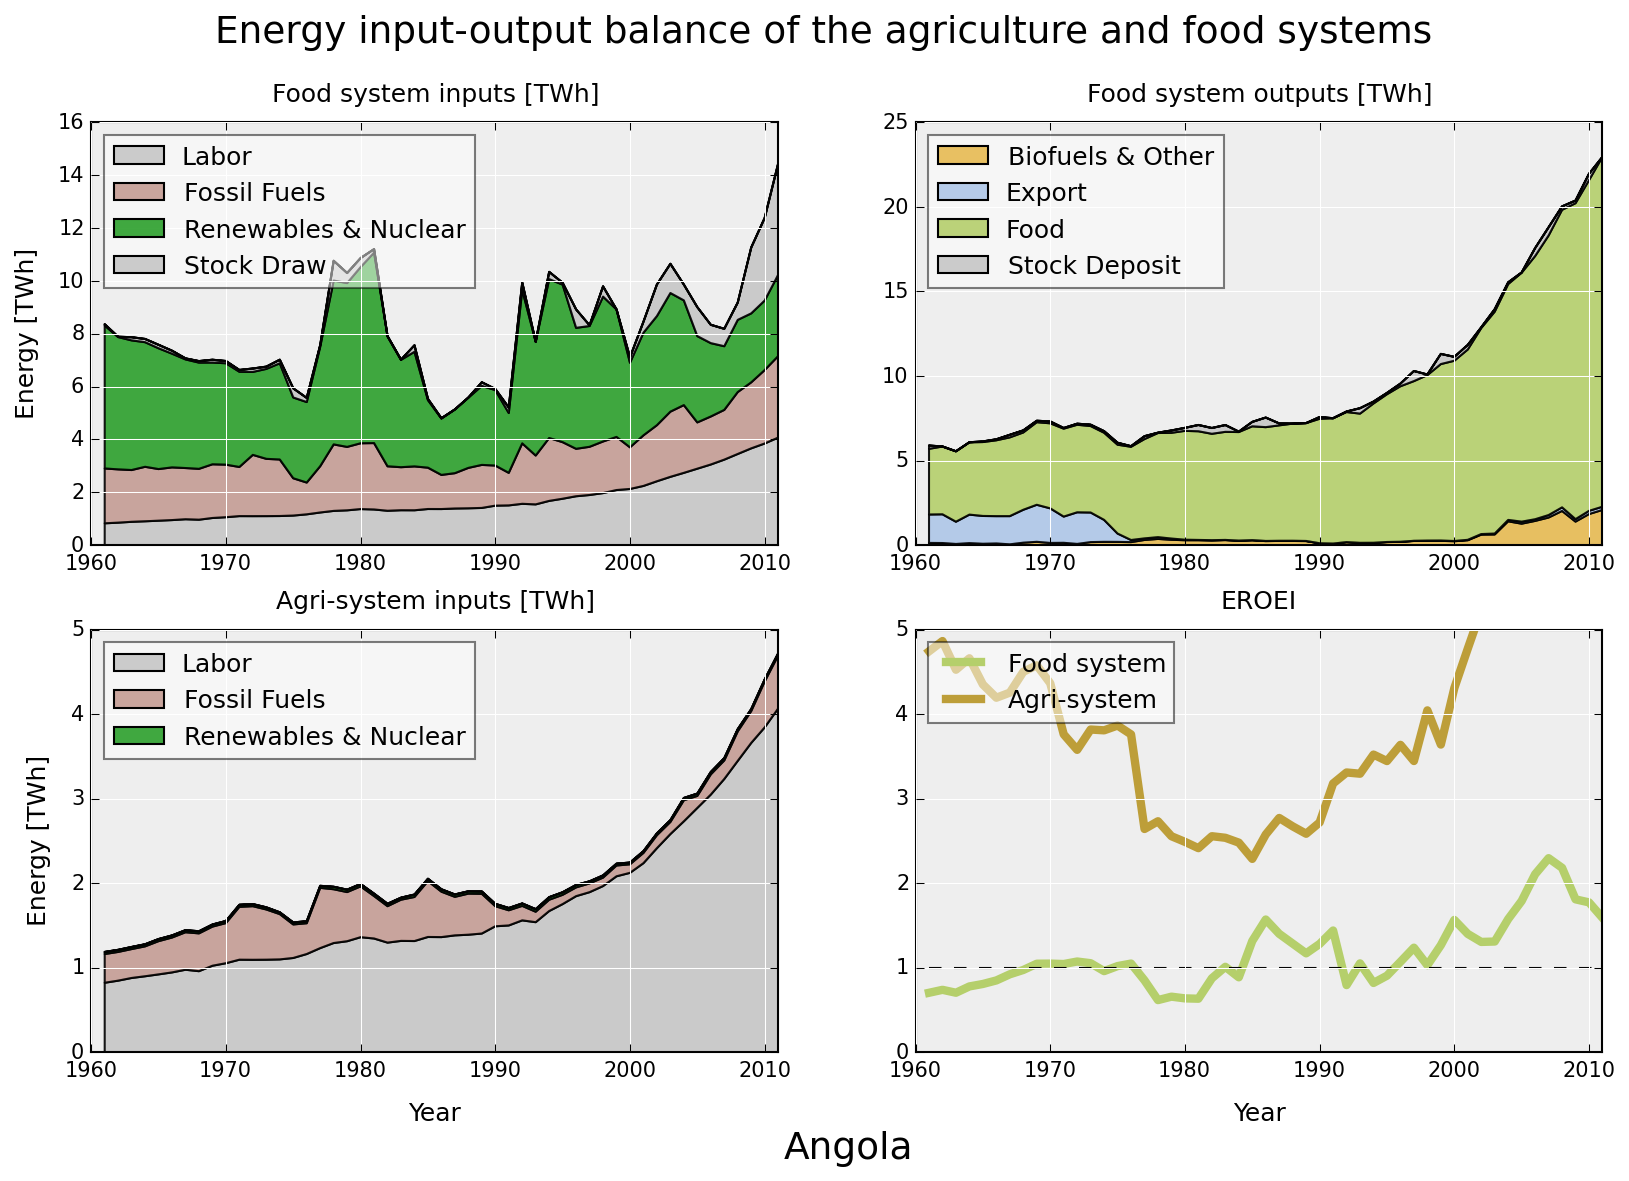 Energy input-output balance of the agriculture and food systems
Food system inputs [TWh]
Energy [TWh]
16
14
12
10
8
6
4
2
0
Labor
Fossil Fuels
Renewables & Nuclear
Stock Draw
1960 1970 1980 1990 2000 2010
Food system outputs [TWh]
25
20
15
10
5
0
Biofuels & Other
Export
Food
Stock Deposit
1960 1970 1980 1990 2000 2010
Agri-system inputs [TWh]
Energy [TWh]
5
4
3
2
1
0
Labor
Fossil Fuels
Renewables & Nuclear
1960 1970 1980 1990 2000 2010
Year
EROEI
5
4
3
2
1
0
Food system
Agri-system
1960 1970 1980 1990 2000 2010
Year
Angola